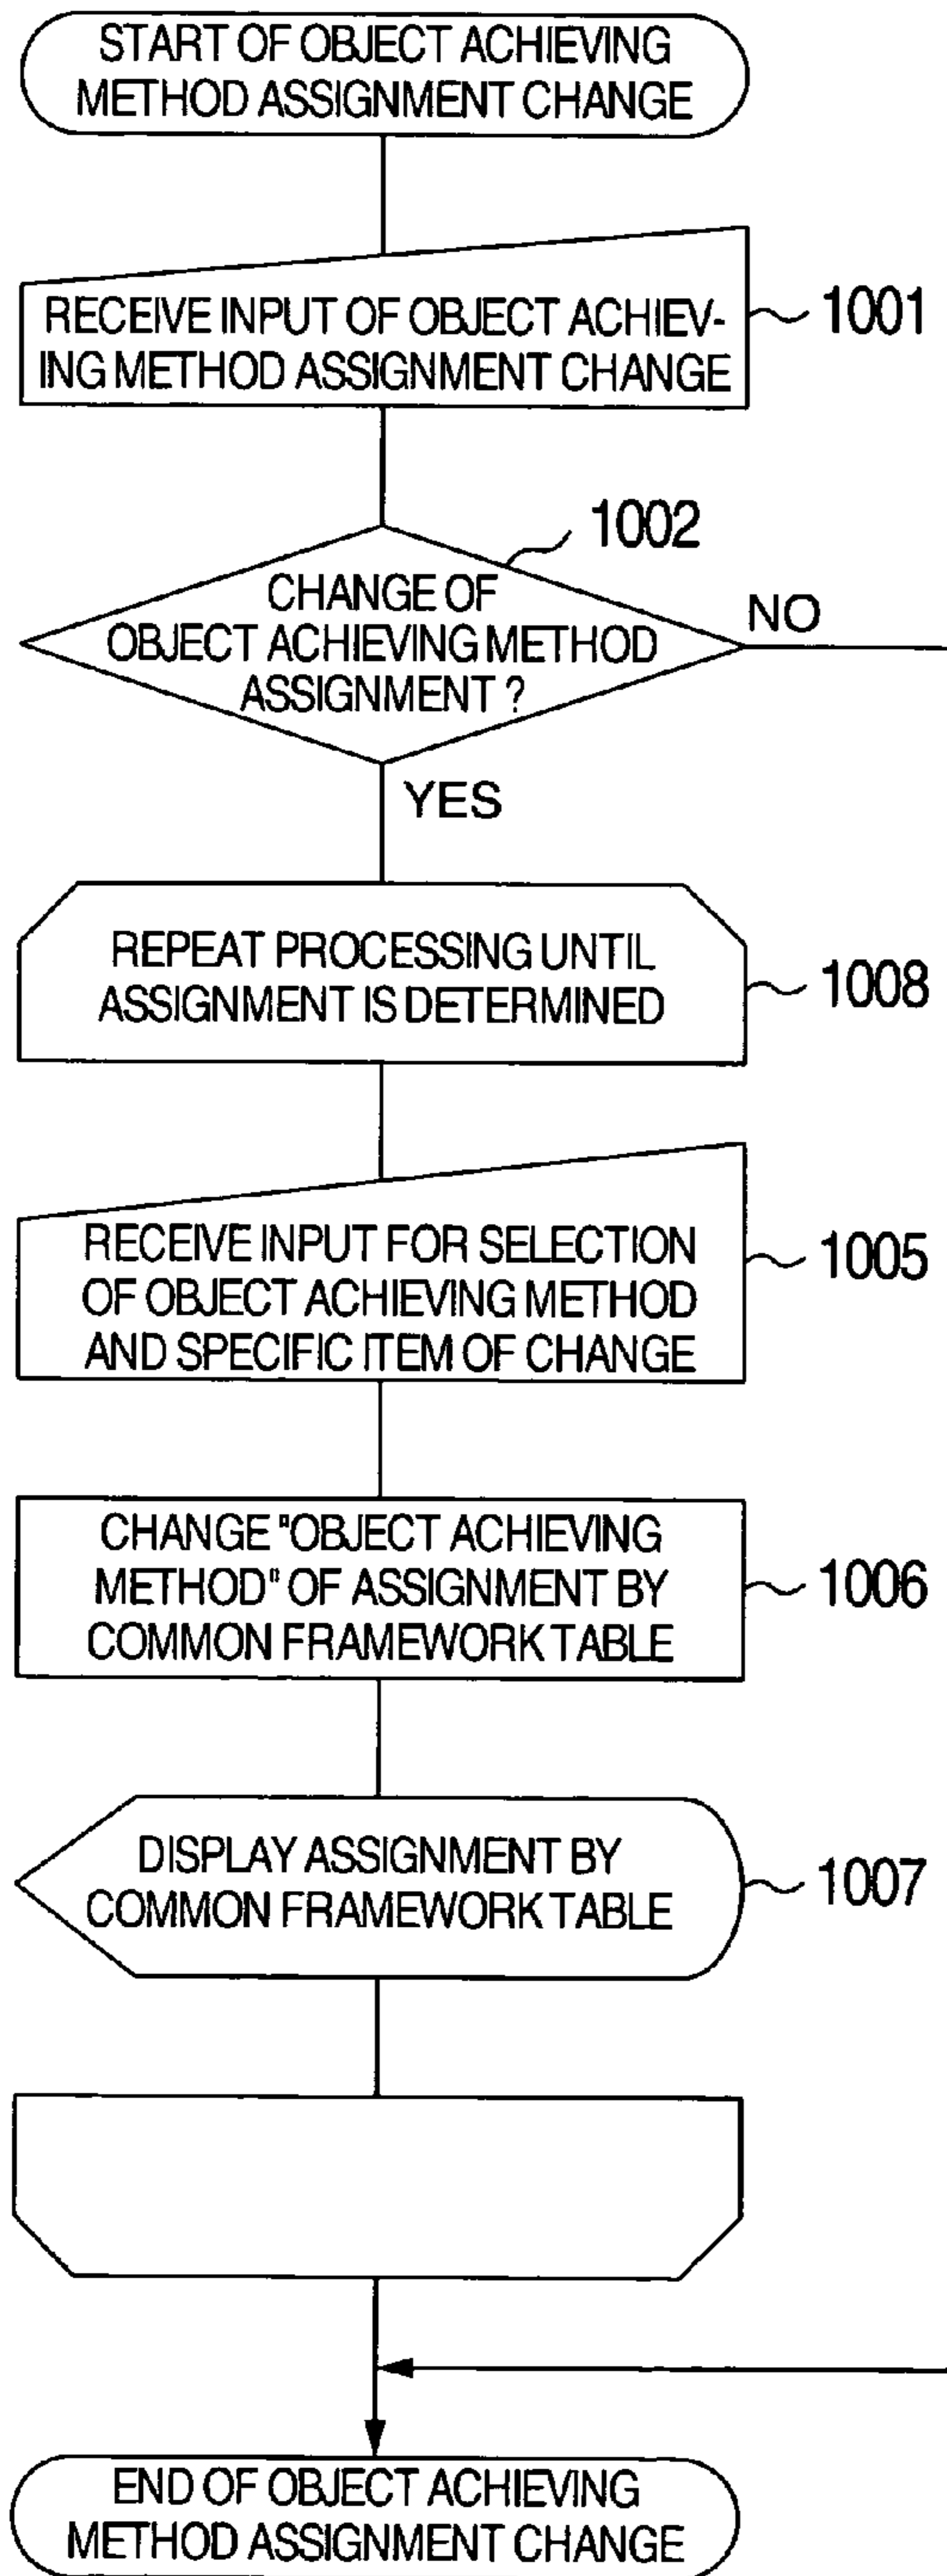 START OF OBJECT ACHIEVING
METHOD ASSIGNMENT CHANGE
RECEIVE INPUT OF OBJECT ACHIEV-
ING METHOD ASSIGNMENT CHANGE
1001
1002
CHANGE OF
OBJECT ACHIEVING METHOD
ASSIGNMENT ?
NO
YES
REPEAT PROCESSING UNTIL
ASSIGNMENT IS DETERMINED
1008
RECEIVE INPUT FOR SELECTION
OF OBJECT ACHIEVING METHOD
AND SPECIFIC ITEM OF CHANGE
1005
CHANGE "OBJECT ACHIEVING
METHOD" OF ASSIGNMENT BY
COMMON FRAMEWORK TABLE
1006
DISPLAY ASSIGNMENT BY
COMMON FRAMEWORK TABLE
1007
END OF OBJECT ACHIEVING
METHOD ASSIGNMENT CHANGE